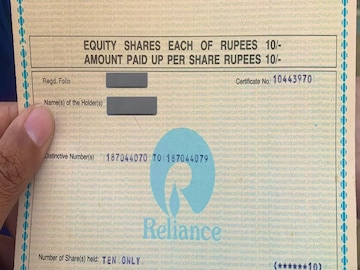 EQUITY SHARES EACH OF RUPEES 10/-
AMOUNT PAID UP PER SHARE RUPEES 10/-
Regd. Folio
Certificate No. 10443970
Name(s) of the Holder(s)
Distinctive Number(s) 187044070 TO 187044079
Reliance
Number of Share(s) held: TEN ONLY (******10)